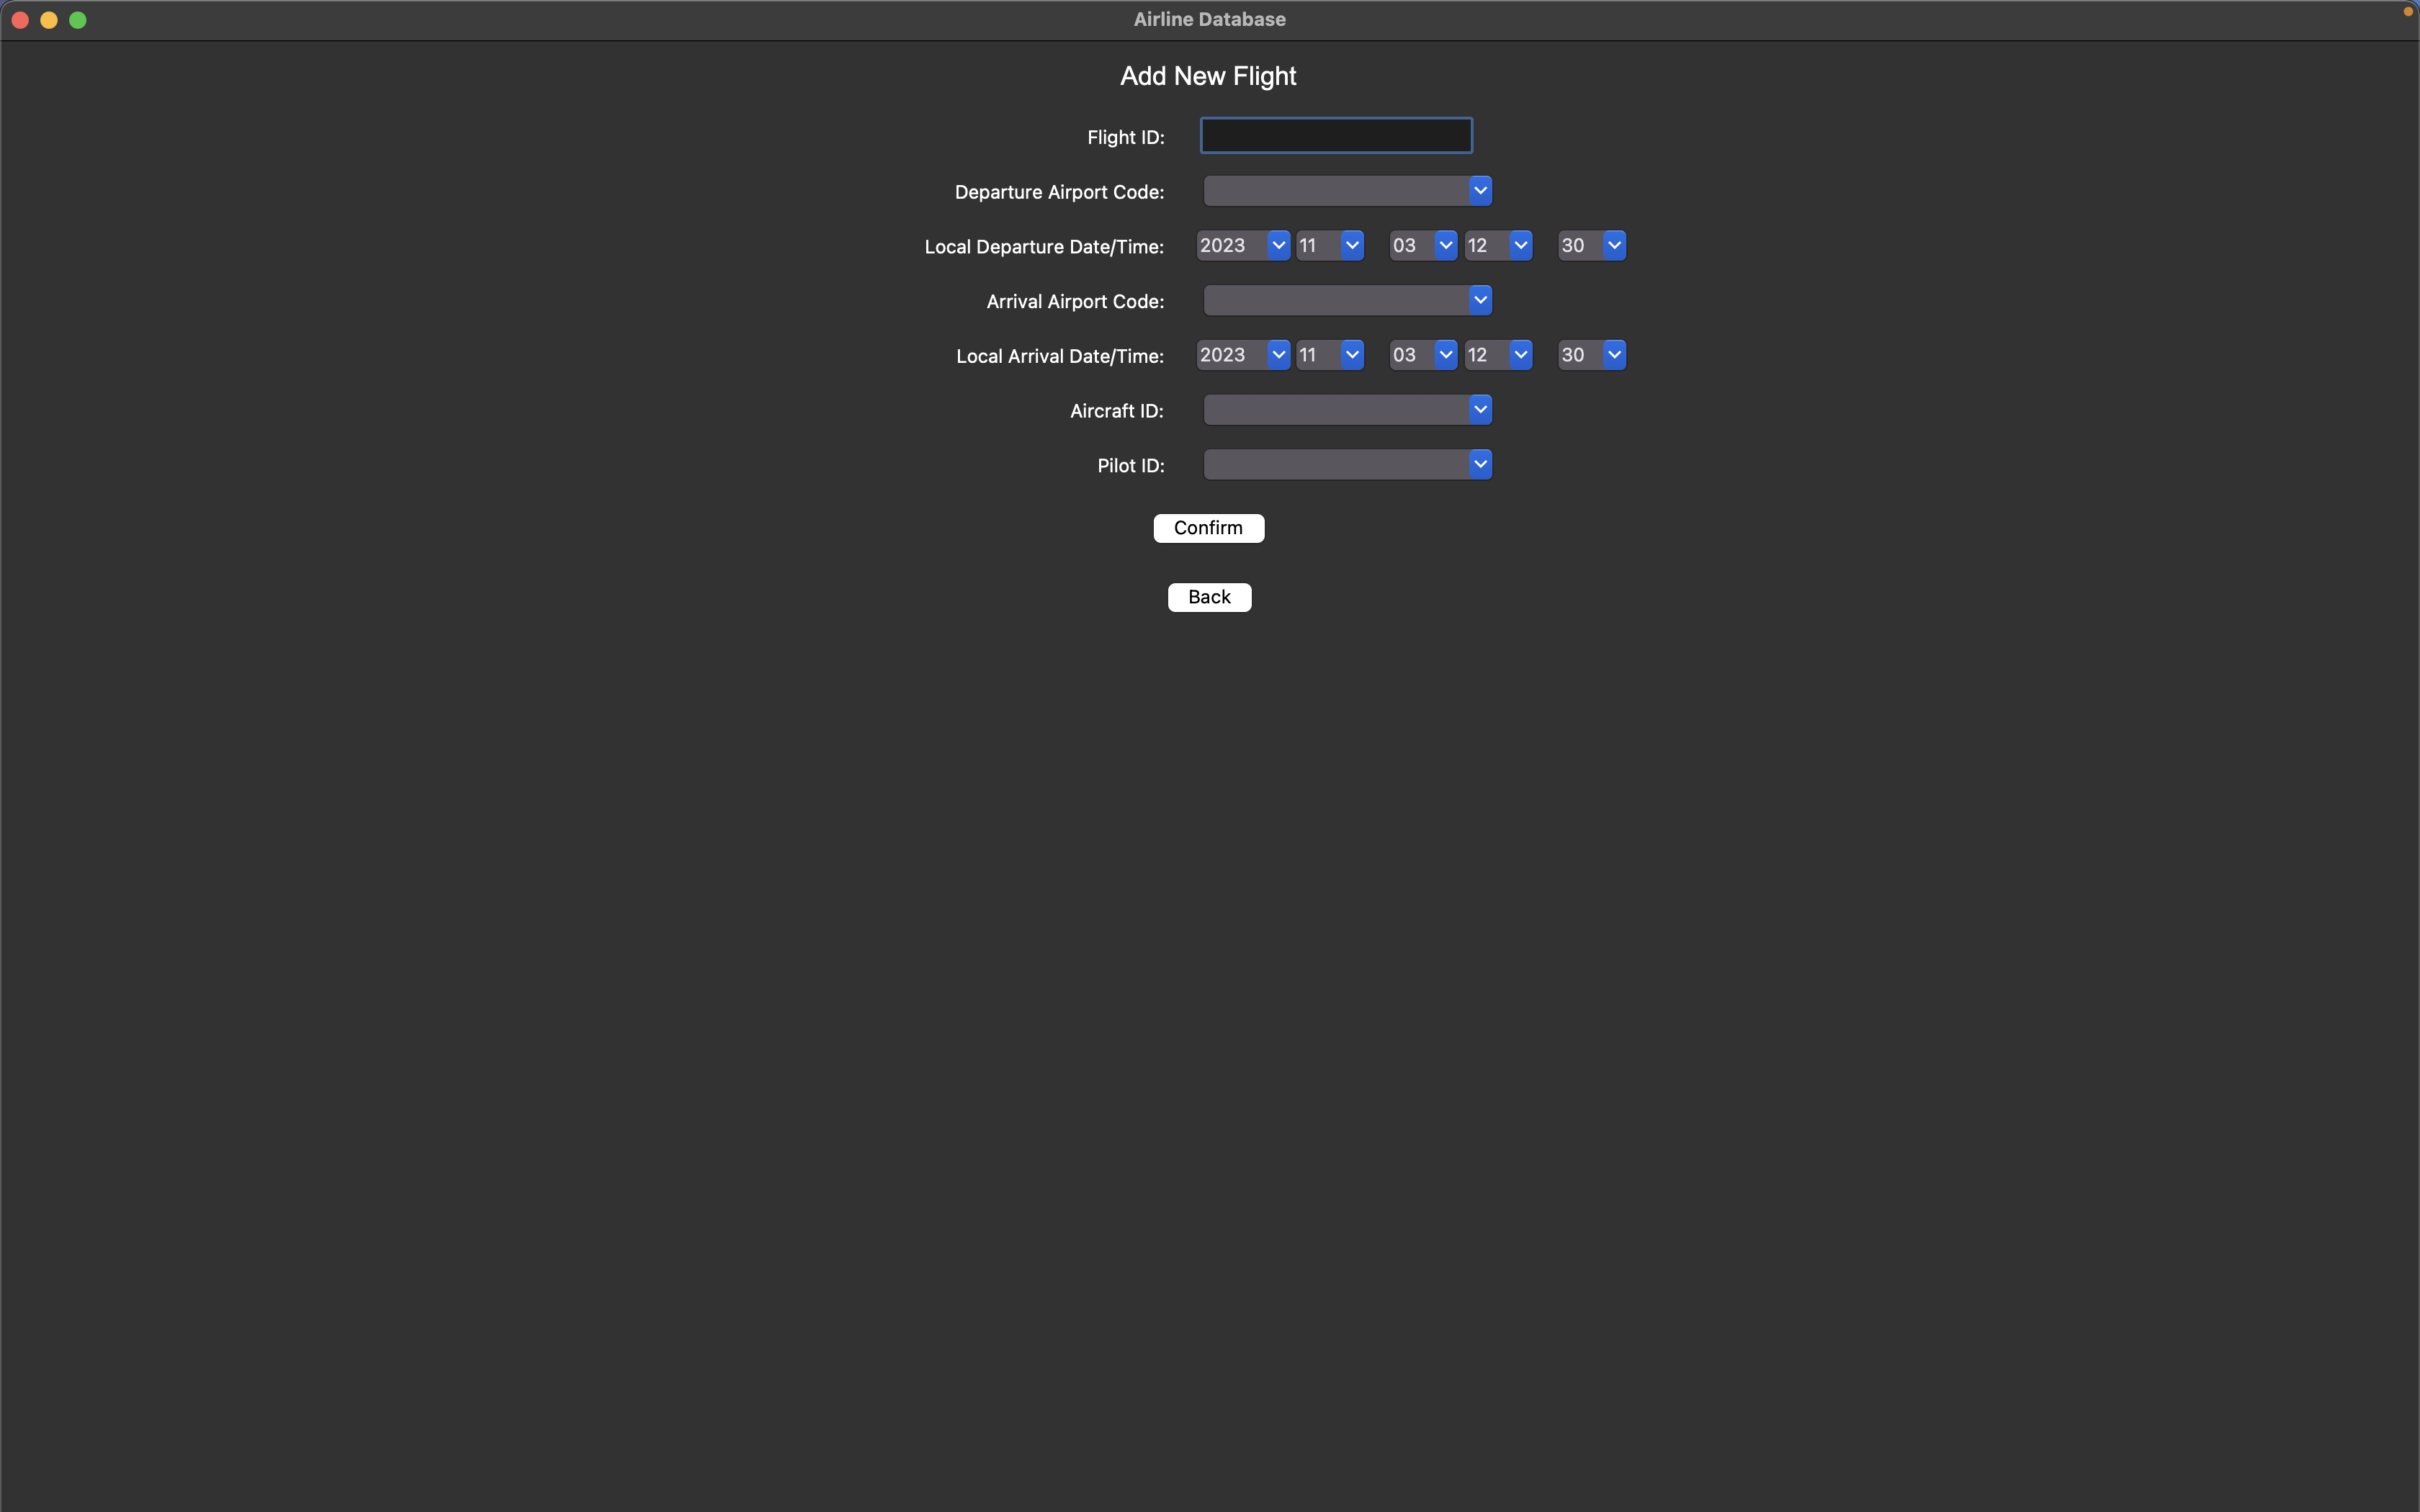 Airline Database
Add New Flight
Flight ID:
Departure Airport Code:
Local Departure Date/Time: 2023 11 03 12 30
Arrival Airport Code:
Local Arrival Date/Time: 2023 11 03 12 30
Aircraft ID:
Pilot ID:
Confirm
Back